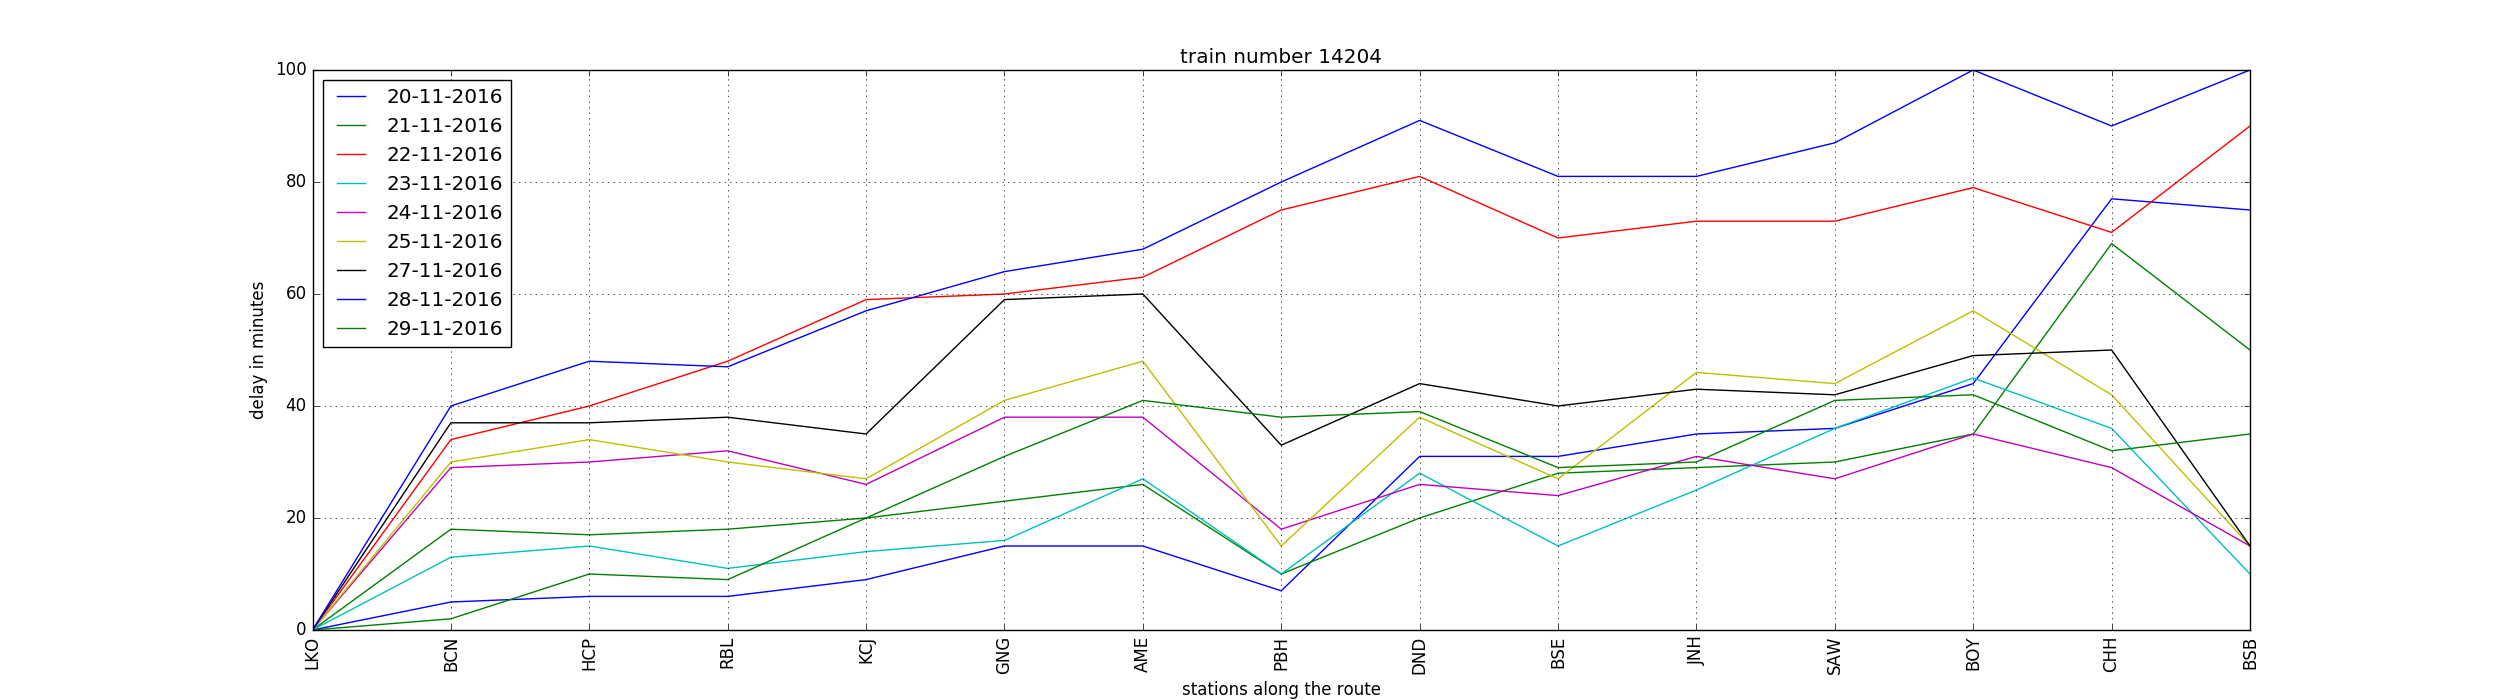 train number 14204
100
80
60
40
20
0
delay in minutes
20-11-2016
21-11-2016
22-11-2016
23-11-2016
24-11-2016
25-11-2016
27-11-2016
28-11-2016
29-11-2016
LKO
BCN
HCP
RBL
KCJ
GNG
AME
PBH
DND
BSE
JNH
SAW
BOY
CHH
BSB
stations along the route